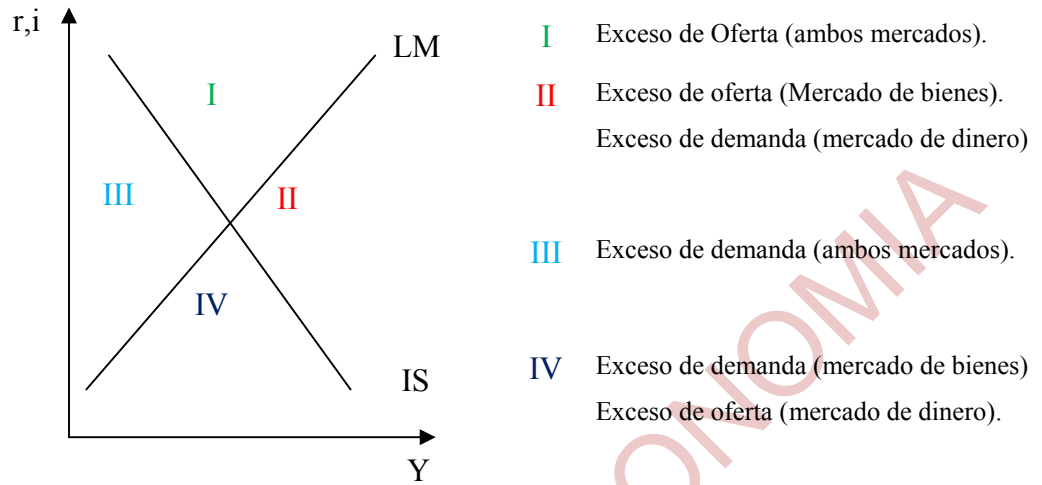 r,i
LM
I
III
II
IV
IS
Y
I Exceso de Oferta (ambos mercados).
II Exceso de oferta (Mercado de bienes).
Exceso de demanda (mercado de dinero)
III Exceso de demanda (ambos mercados).
IV Exceso de demanda (mercado de bienes)
Exceso de oferta (mercado de dinero).
ONOMIA